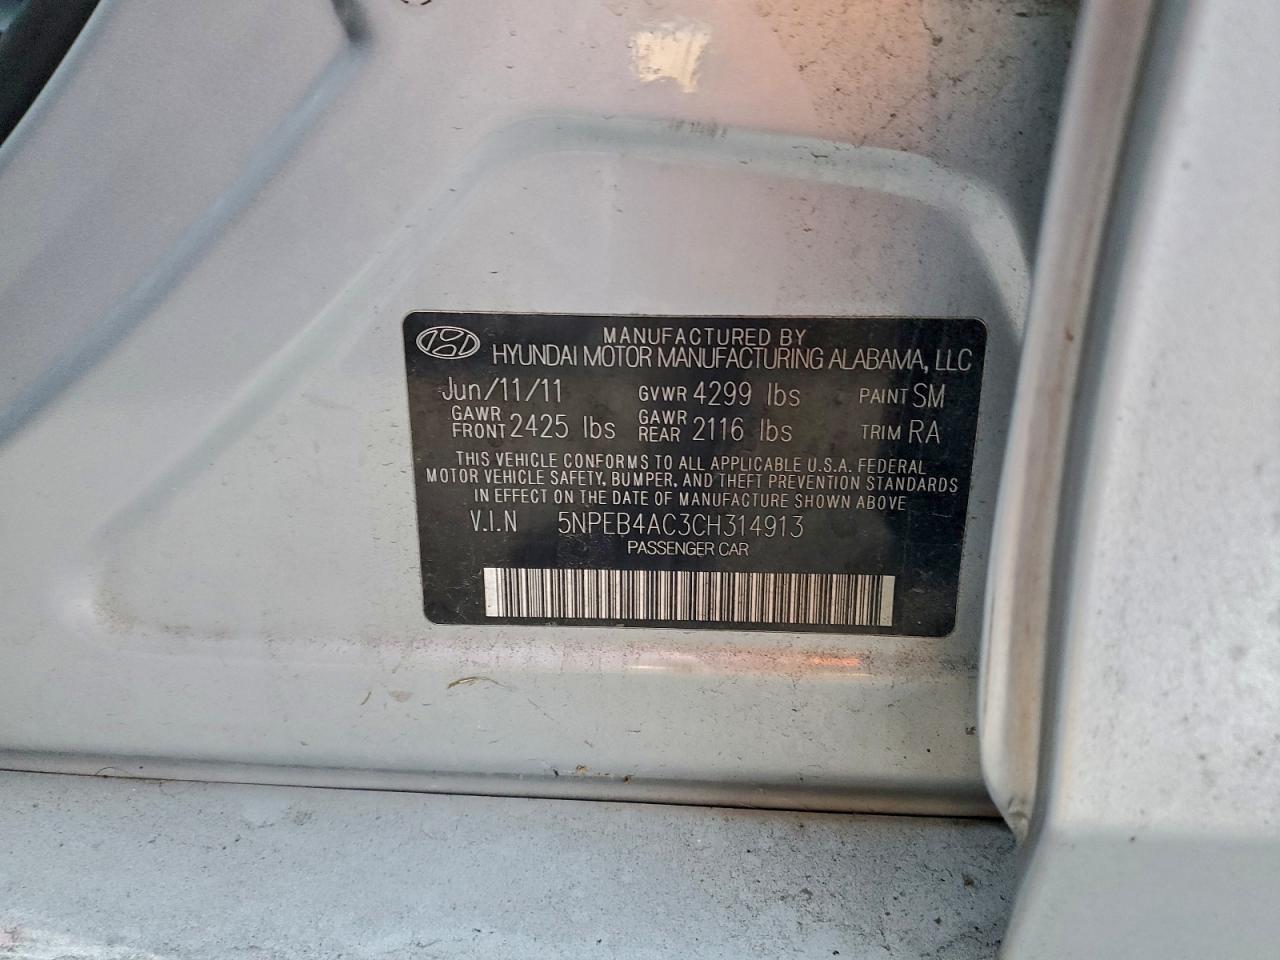 MANUFACTURED BY
HYUNDAI MOTOR MANUFACTURING ALABAMA, LLC
Jun/11/11 GVWR 4299 lbs PAINT SM
GAWR FRONT 2425 lbs GAWR REAR 2116 lbs TRIM RA
THIS VEHICLE CONFORMS TO ALL APPLICABLE U.S.A. FEDERAL
MOTOR VEHICLE SAFETY, BUMPER, AND THEFT PREVENTION STANDARDS
IN EFFECT ON THE DATE OF MANUFACTURE SHOWN ABOVE
V.I.N 5NPEB4AC3CH314913
PASSENGER CAR